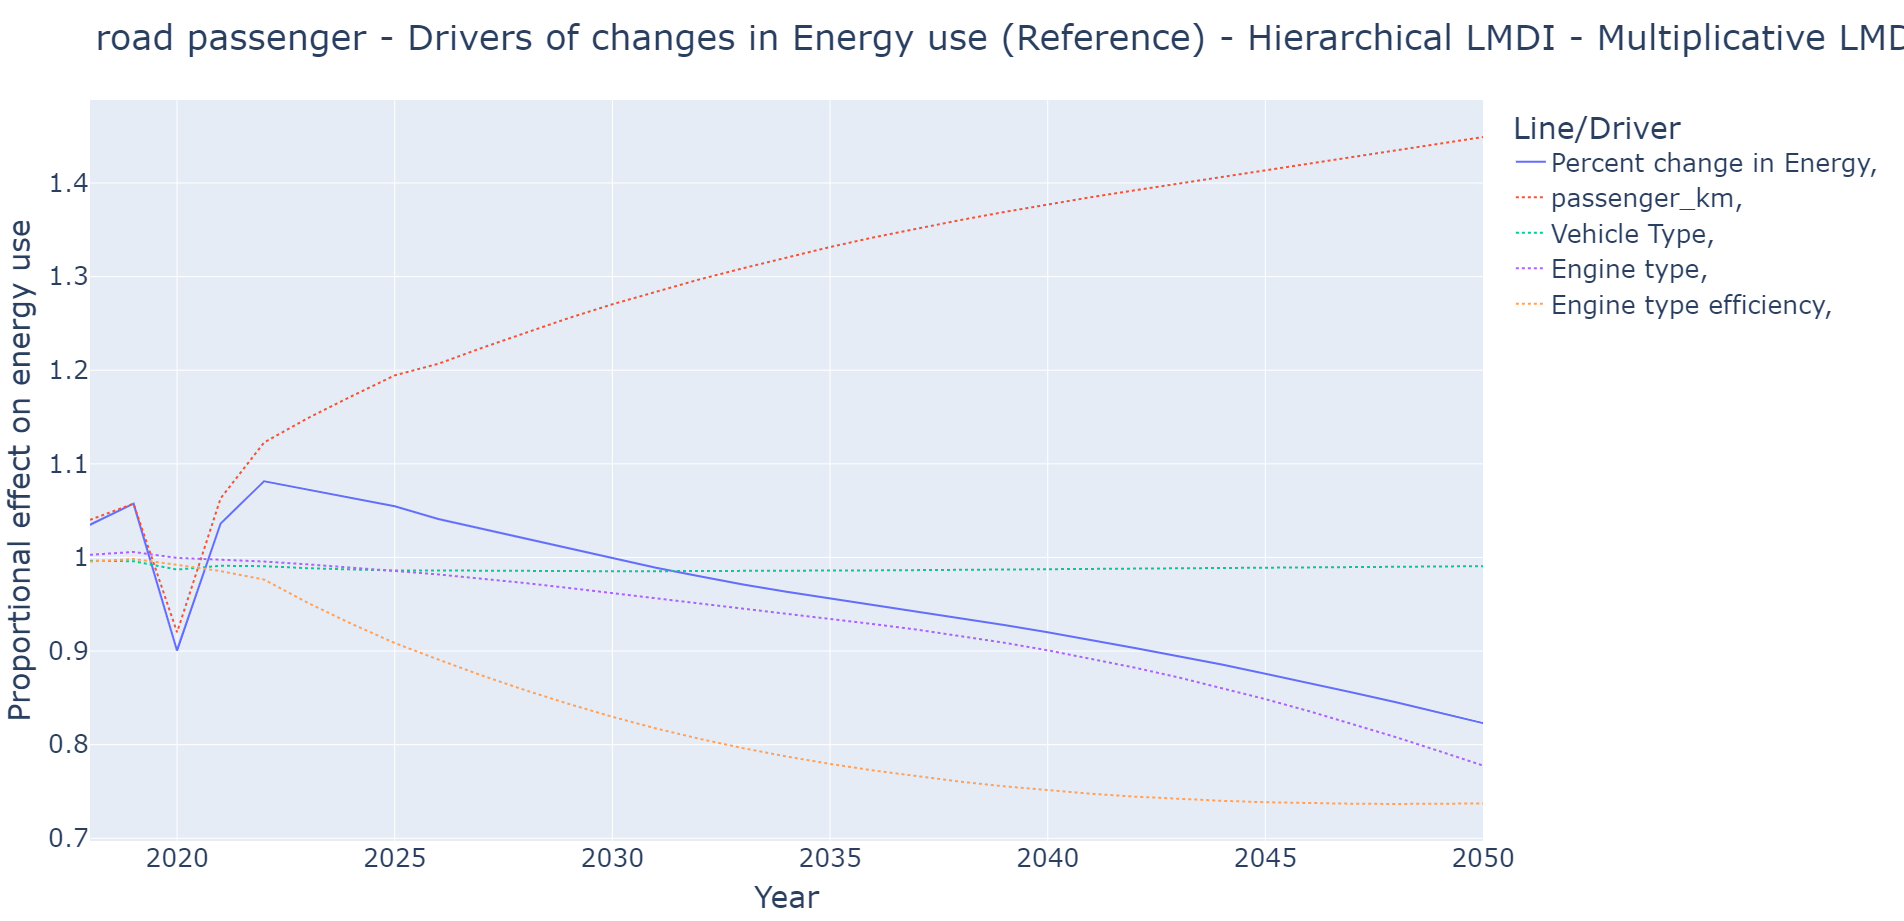 road passenger - Drivers of changes in Energy use (Reference) - Hierarchical LMDI - Multiplicative LMD
Line/Driver
Percent change in Energy,
passenger_km,
Vehicle Type,
Engine type,
Engine type efficiency,
Proportional effect on energy use
1.4
1.3
1.2
1.1
1
0.9
0.8
0.7
2020 2025 2030 2035 2040 2045 2050
Year